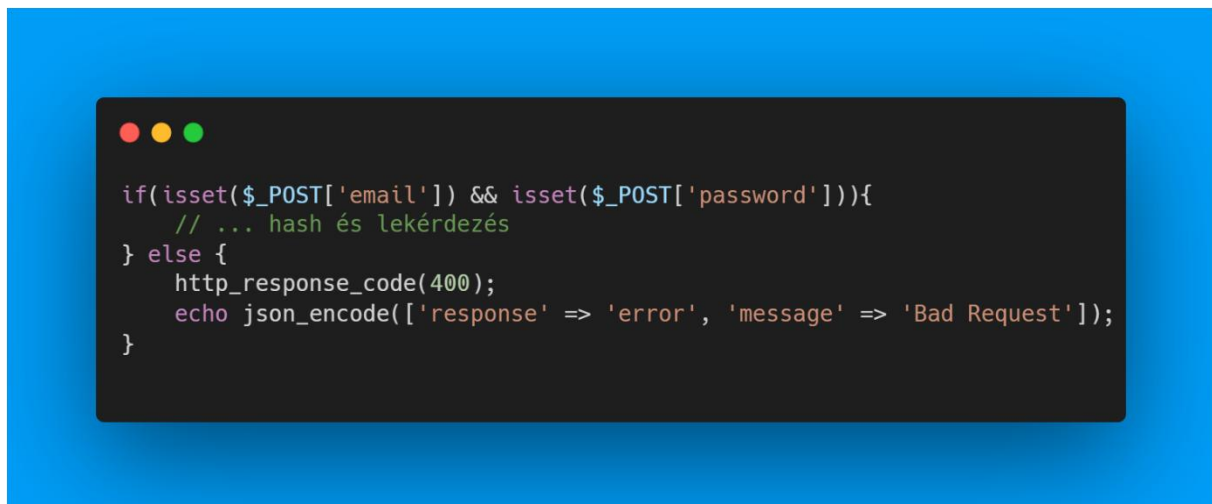 if(isset($_POST['email']) && isset($_POST['password'])){
    // ... hash és lekérdezés
} else {
    http_response_code(400);
    echo json_encode(['response' => 'error', 'message' => 'Bad Request']);
}